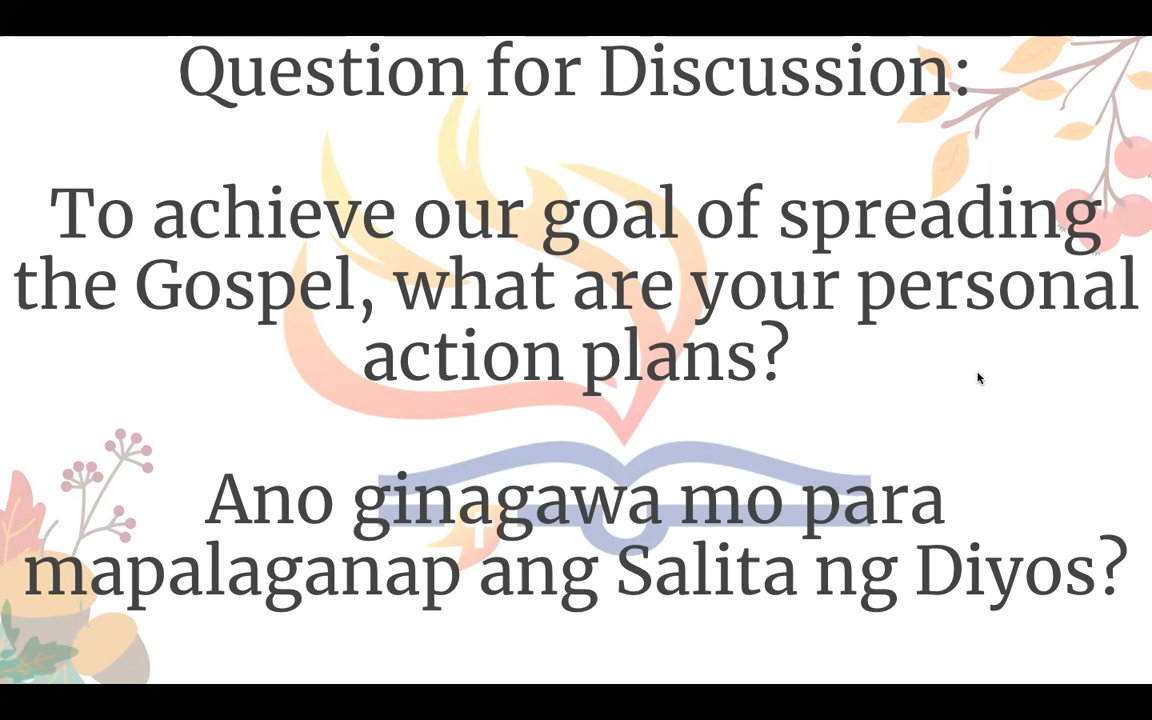 Question for Discussion:
To achieve our goal of spreading
the Gospel, what are your personal
action plans?
Ano ginagawa mo para
mapalaganap ang Salita ng Diyos?